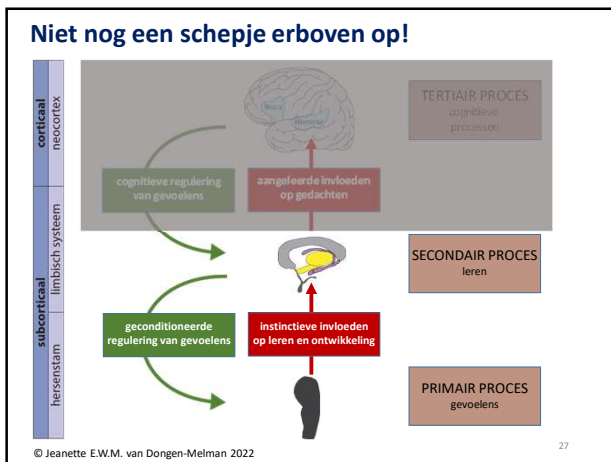 Niet nog een schepje erboven op!
corticaal
neocortex
subcorticaal
limbisch systeem
hersenstam
Broca
Wernicke
TERTIAIR PROCES
cognitieve
processen
cognitieve regulering
van gevoelens
aangeleerde invloeden
op gedachten
SECONDAIR PROCES
leren
geconditioneerde
regulering van gevoelens
instinctieve invloeden
op leren en ontwikkeling
PRIMAIR PROCES
gevoelens
© Jeanette E.W.M. van Dongen-Melman 2022
27